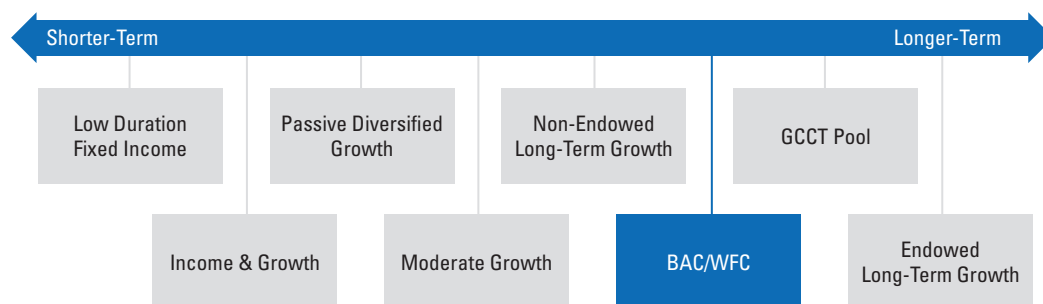 Shorter-Term
Longer-Term
Low Duration
Fixed Income
Passive Diversified
Growth
Non-Endowed
Long-Term Growth
GCCT Pool
Income & Growth
Moderate Growth
BAC/WFC
Endowed
Long-Term Growth